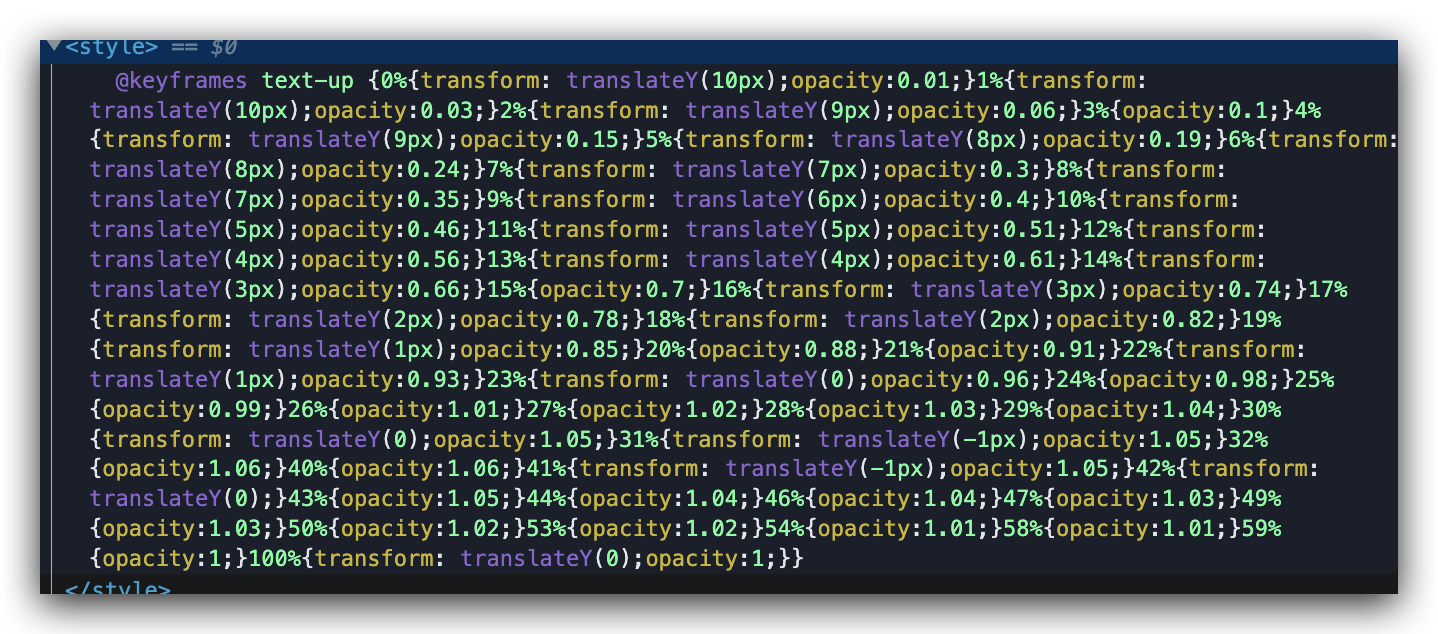 ▼<style> == $0
@keyframes text-up {0%{transform: translateY(10px);opacity:0.01;}1%{transform:
translateY(10px);opacity:0.03;}2%{transform: translateY(9px);opacity:0.06;}3%{opacity:0.1;}4%
{transform: translateY(9px);opacity:0.15;}5%{transform: translateY(8px);opacity:0.19;}6%{transform:
translateY(8px);opacity:0.24;}7%{transform: translateY(7px);opacity:0.3;}8%{transform:
translateY(7px);opacity:0.35;}9%{transform: translateY(6px);opacity:0.4;}10%{transform:
translateY(5px);opacity:0.46;}11%{transform: translateY(5px);opacity:0.51;}12%{transform:
translateY(4px);opacity:0.56;}13%{transform: translateY(4px);opacity:0.61;}14%{transform:
translateY(3px);opacity:0.66;}15%{opacity:0.7;}16%{transform: translateY(3px);opacity:0.74;}17%
{transform: translateY(2px);opacity:0.78;}18%{transform: translateY(2px);opacity:0.82;}19%
{transform: translateY(1px);opacity:0.85;}20%{opacity:0.88;}21%{opacity:0.91;}22%{transform:
translateY(1px);opacity:0.93;}23%{transform: translateY(0);opacity:0.96;}24%{opacity:0.98;}25%
{opacity:0.99;}26%{opacity:1.01;}27%{opacity:1.02;}28%{opacity:1.03;}29%{opacity:1.04;}30%
{transform: translateY(0);opacity:1.05;}31%{transform: translateY(-1px);opacity:1.05;}32%
{opacity:1.06;}40%{opacity:1.06;}41%{transform: translateY(-1px);opacity:1.05;}42%{transform:
translateY(0);}43%{opacity:1.05;}44%{opacity:1.04;}46%{opacity:1.04;}47%{opacity:1.03;}49%
{opacity:1.03;}50%{opacity:1.02;}53%{opacity:1.02;}54%{opacity:1.01;}58%{opacity:1.01;}59%
{opacity:1;}100%{transform: translateY(0);opacity:1;}}
</style>